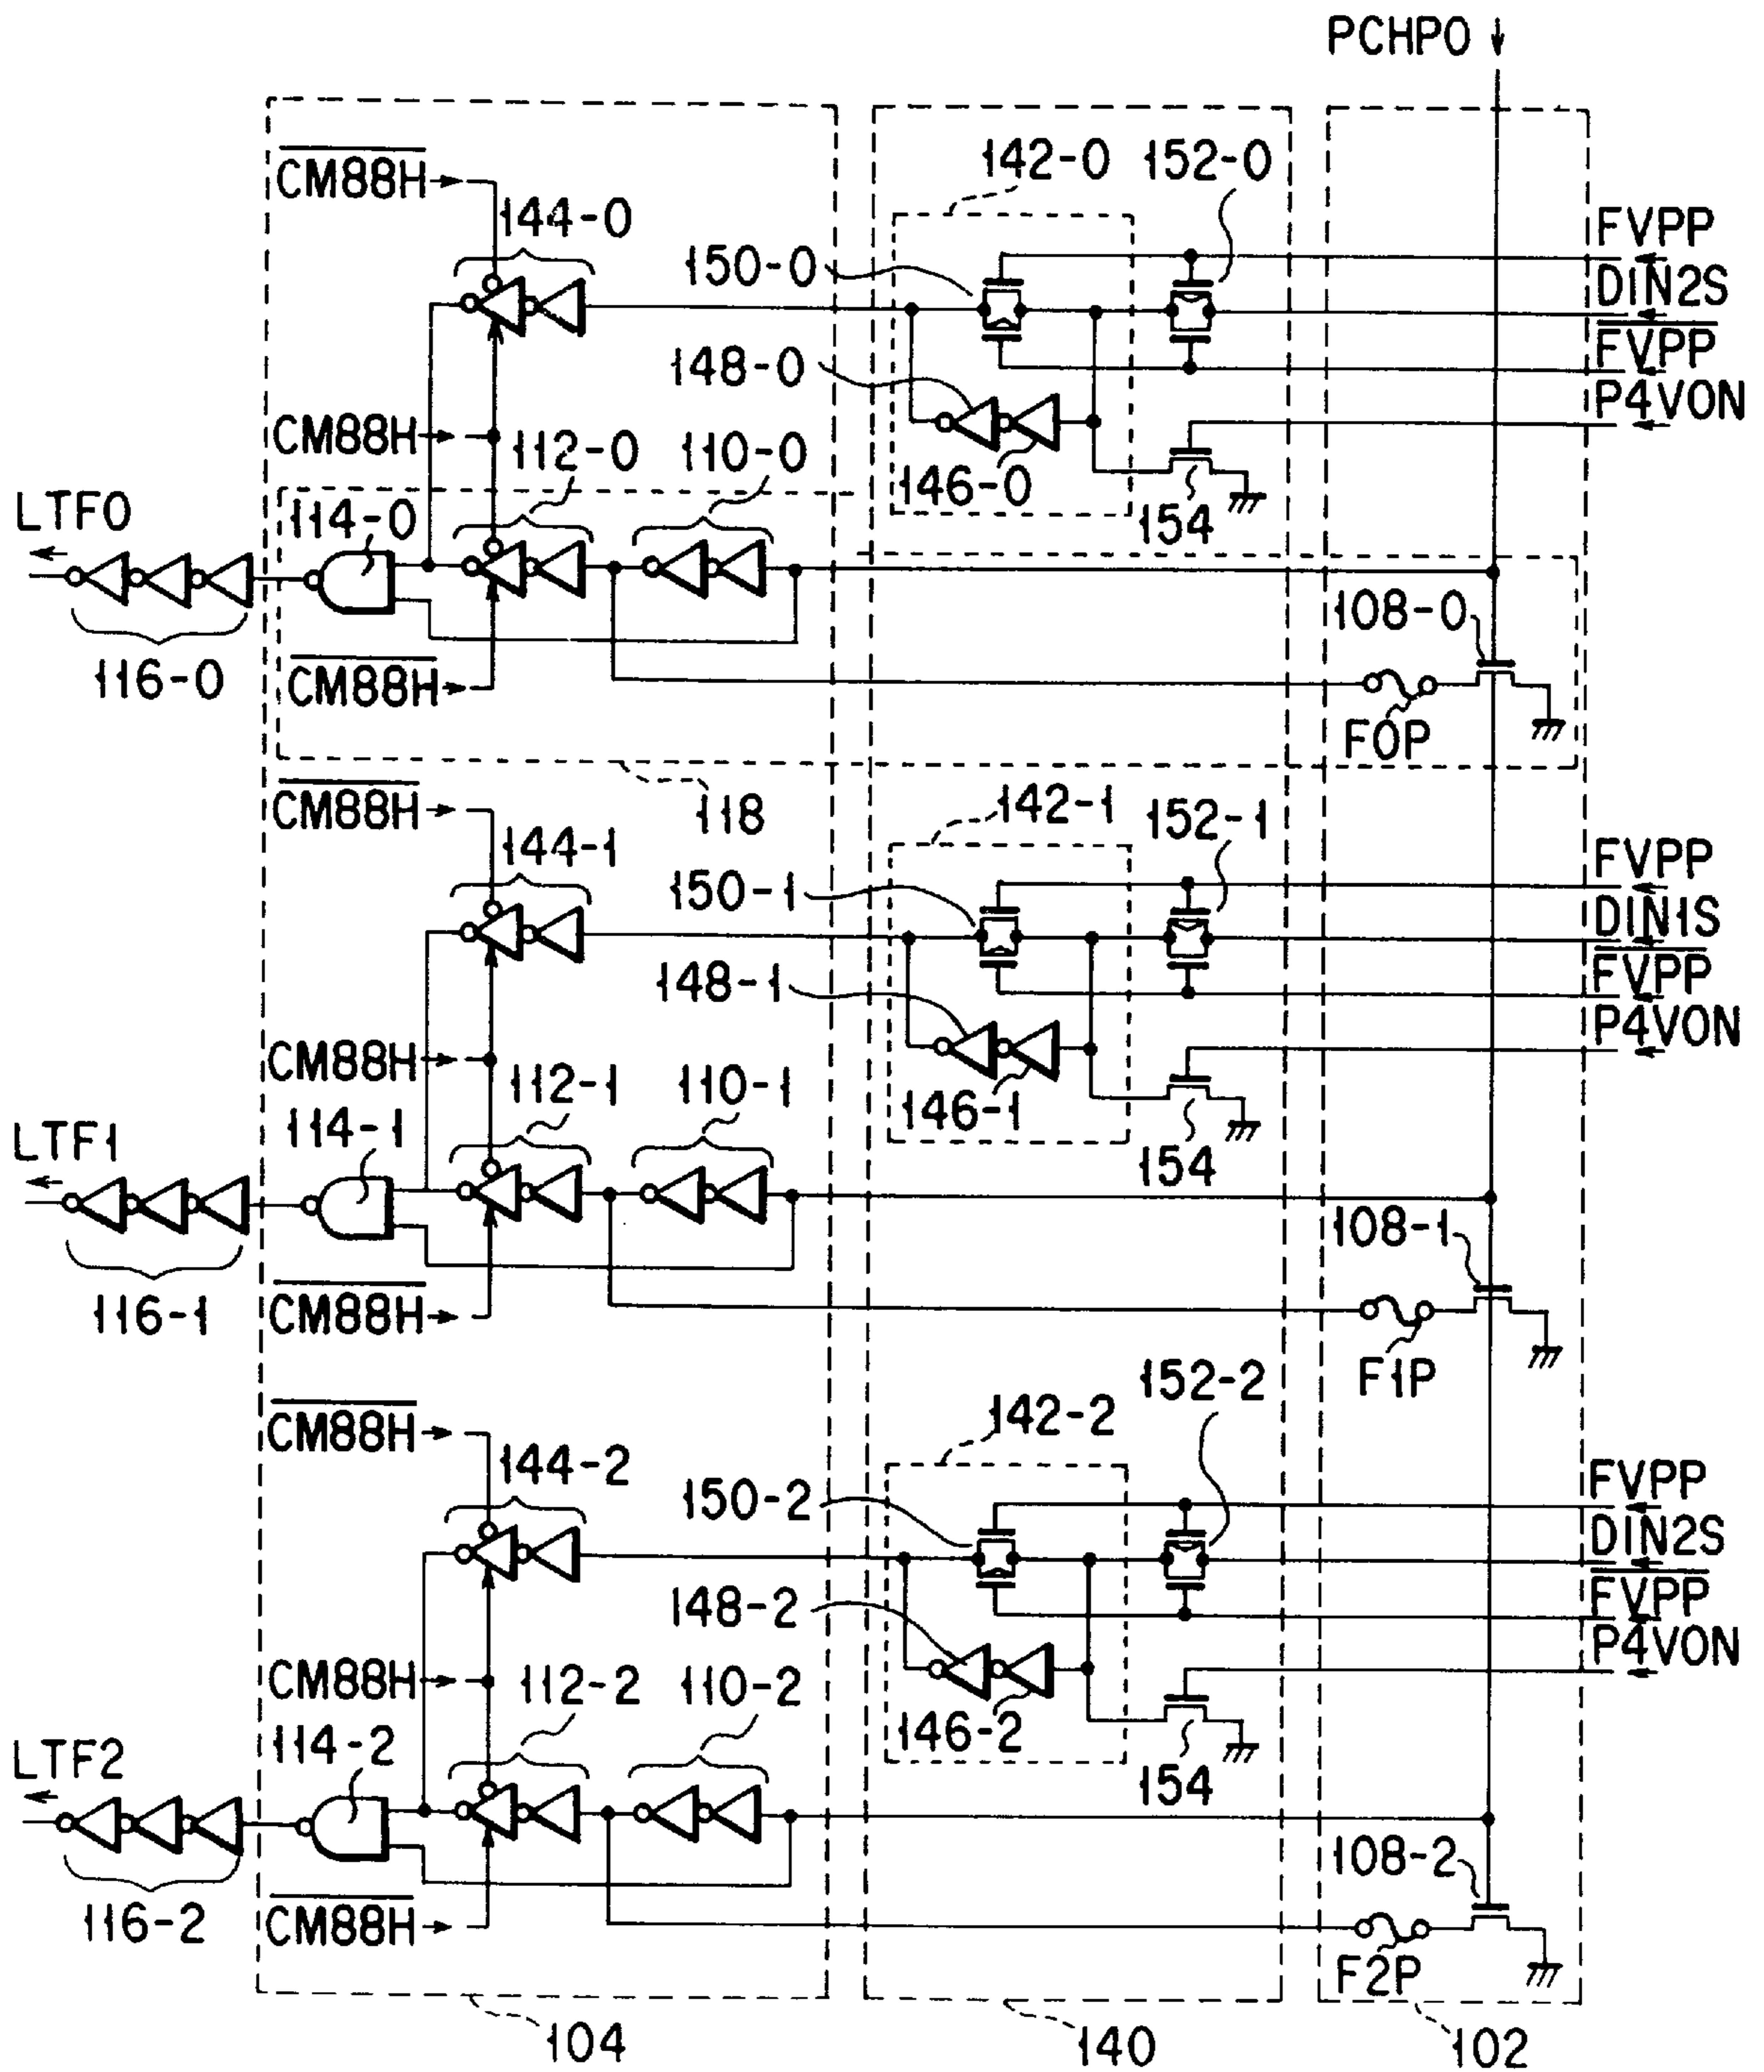 PCHP0
CM88H
142-0
152-0
144-0
FVPP
150-0
DIN2S
FVPP
148-0
P4VON
CM88H
112-0
110-0
146-0
LTF0
114-0
154
108-0
116-0
CM88H
F0P
CM88H
118
142-1
152-1
144-1
FVPP
150-1
DIN1S
FVPP
148-1
P4VON
CM88H
112-1
110-1
146-1
LTF1
114-1
154
108-1
116-1
CM88H
F1P
CM88H
142-2
152-2
144-2
FVPP
150-2
DIN2S
FVPP
148-2
P4VON
CM88H
112-2
110-2
146-2
LTF2
114-2
154
108-2
116-2
CM88H
F2P
104
140
102